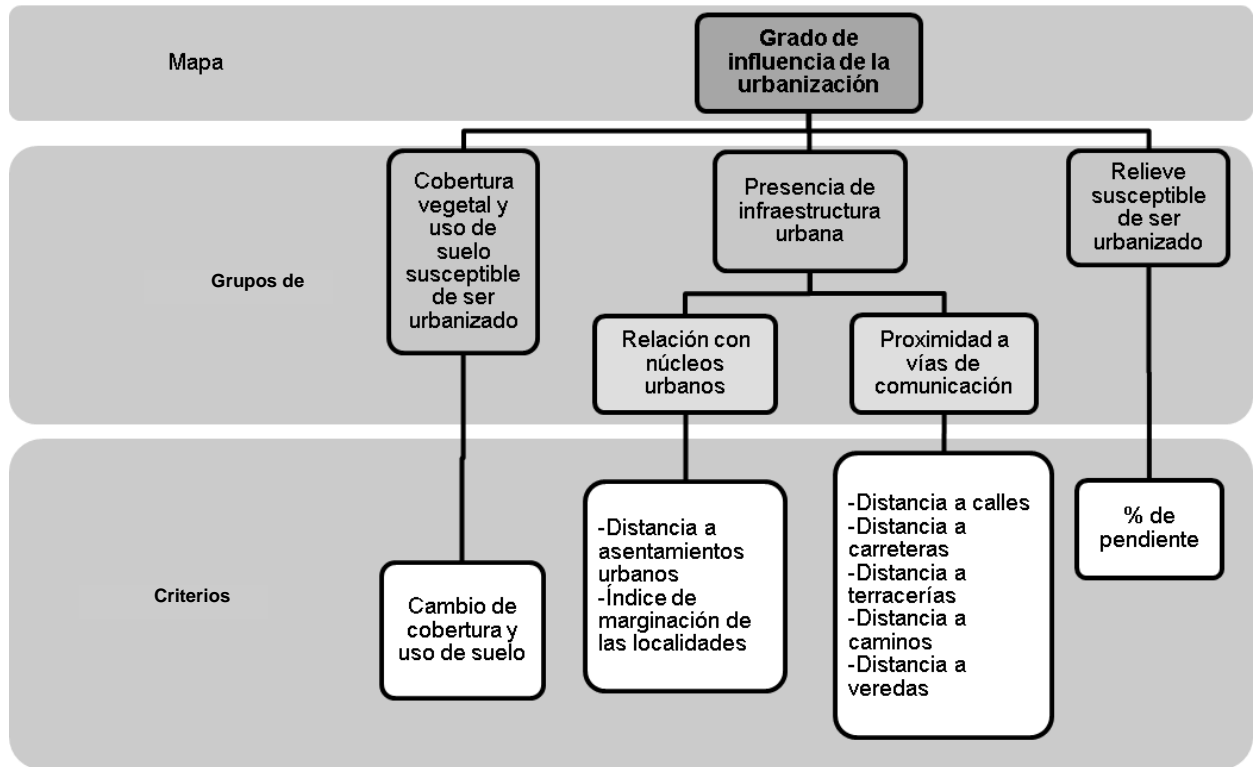 Mapa
Grado de
influencia de la
urbanización
Grupos de
Cobertura
vegetal y
uso de
suelo
susceptible
de ser
urbanizado
Presencia de
infraestructura
urbana
Relieve
susceptible
de ser
urbanizado
Relación con
núcleos
urbanos
Proximidad a
vías de
comunicación
Criterios
Cambio de
cobertura y
uso de suelo
-Distancia a
asentamientos
urbanos
-Índice de
marginación de
las localidades
-Distancia a calles
-Distancia a
carreteras
-Distancia a
terracerías
-Distancia a
caminos
-Distancia a
veredas
% de
pendiente